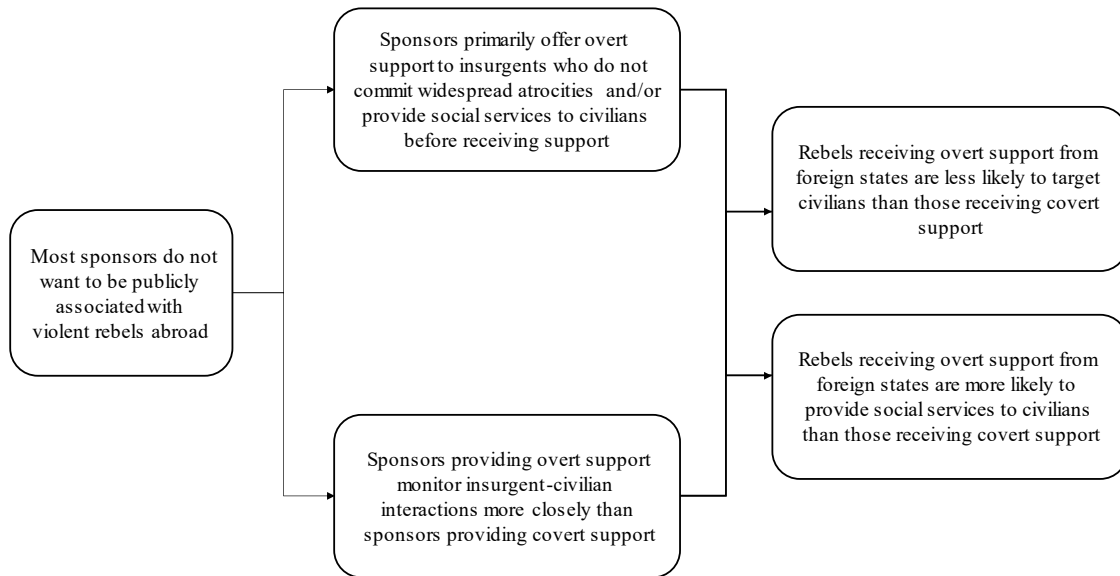 Most sponsors do not
want to be publicly
associated with
violent rebels abroad
Sponsors primarily offer overt
support to insurgents who do not
commit widespread atrocities and/or
provide social services to civilians
before receiving support
Sponsors providing overt support
monitor insurgent-civilian
interactions more closely than
sponsors providing covert support
Rebels receiving overt support from
foreign states are less likely to target
civilians than those receiving covert
support
Rebels receiving overt support from
foreign states are more likely to
provide social services to civilians
than those receiving covert support